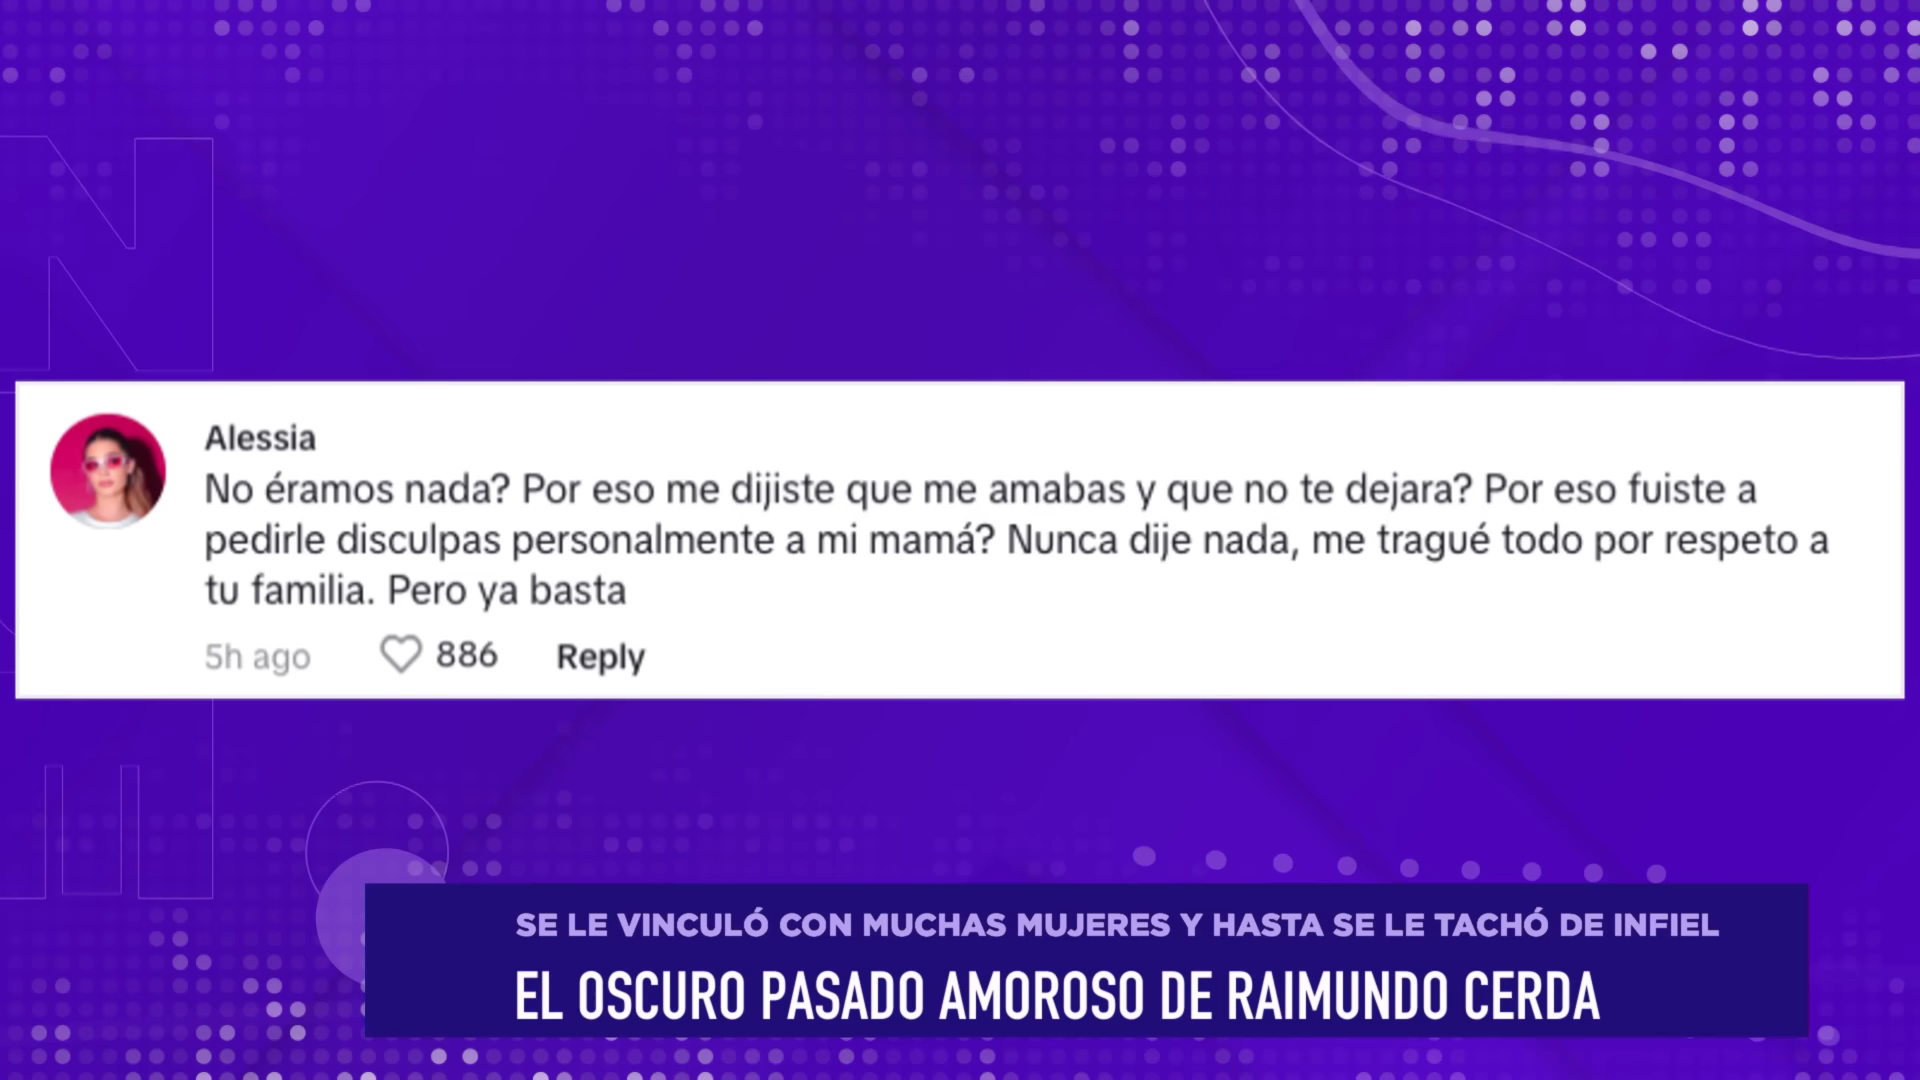 Alessia
No éramos nada? Por eso me dijiste que me amabas y que no te dejara? Por eso fuiste a
pedirle disculpas personalmente a mi mamá? Nunca dije nada, me tragué todo por respeto a
tu familia. Pero ya basta
5h ago 886 Reply
SE LE VINCULÓ CON MUCHAS MUJERES Y HASTA SE LE TACHÓ DE INFIEL
EL OSCURO PASADO AMOROSO DE RAIMUNDO CERDA